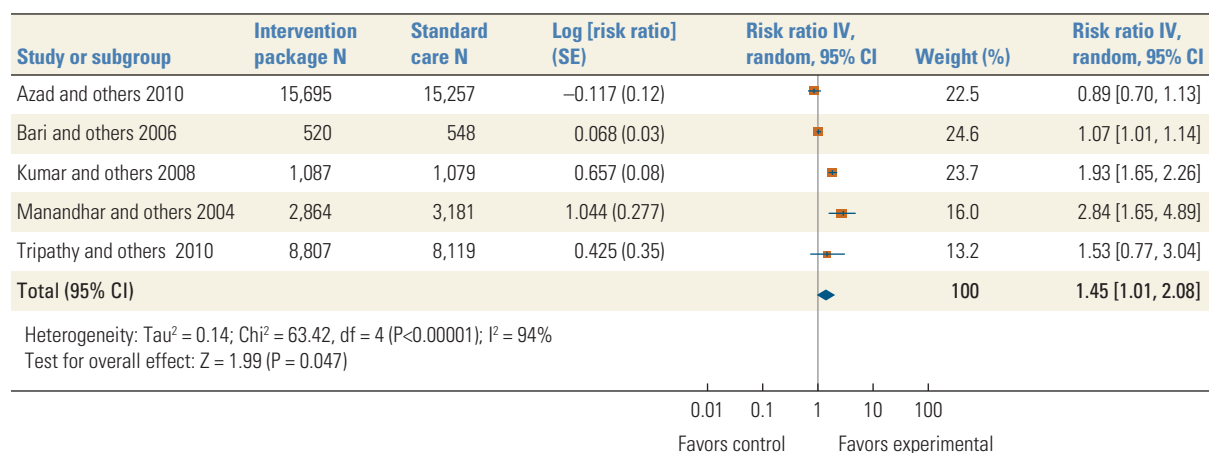 Study or subgroup Intervention package N Standard care N Log [risk ratio] (SE) Risk ratio IV, random, 95% CI Weight (%) Risk ratio IV, random, 95% CI
Azad and others 2010 15,695 15,257 –0.117 (0.12) 22.5 0.89 [0.70, 1.13]
Bari and others 2006 520 548 0.068 (0.03) 24.6 1.07 [1.01, 1.14]
Kumar and others 2008 1,087 1,079 0.657 (0.08) 23.7 1.93 [1.65, 2.26]
Manandhar and others 2004 2,864 3,181 1.044 (0.277) 16.0 2.84 [1.65, 4.89]
Tripathy and others 2010 8,807 8,119 0.425 (0.35) 13.2 1.53 [0.77, 3.04]
Total (95% CI) 100 1.45 [1.01, 2.08]
Heterogeneity: Tau² = 0.14; Chi² = 63.42, df = 4 (P<0.00001); I² = 94%
Test for overall effect: Z = 1.99 (P = 0.047)
0.01 0.1 1 10 100
Favors control Favors experimental